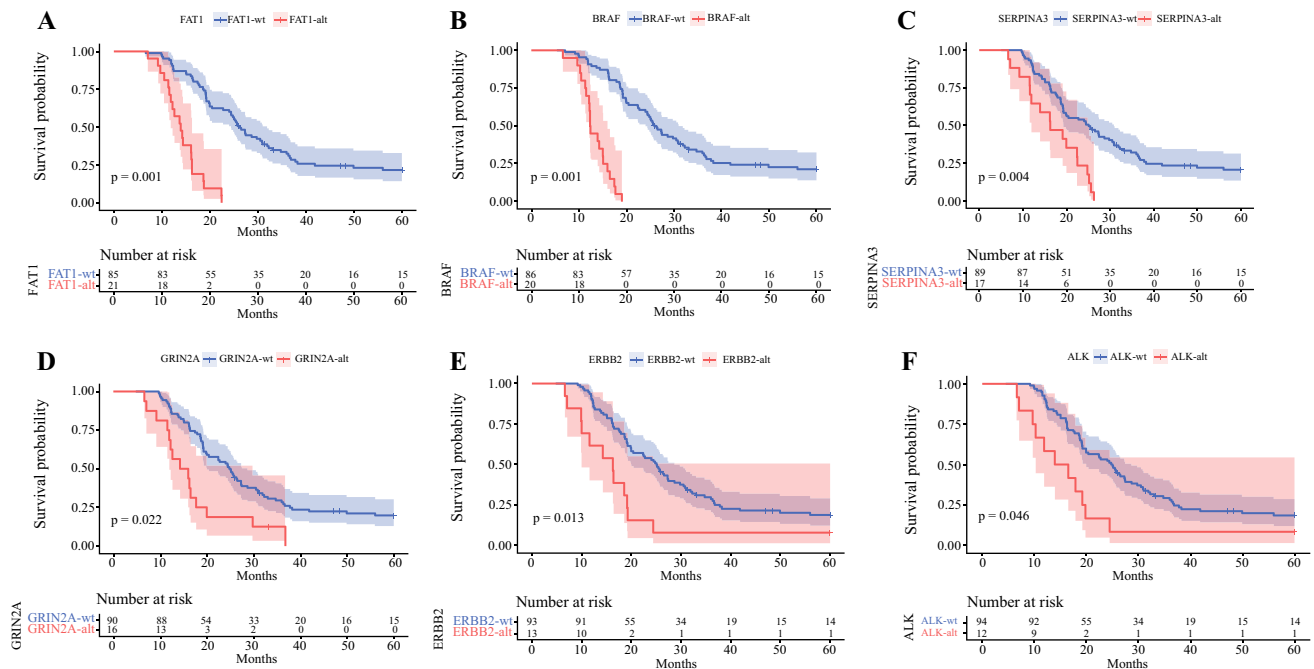 A
FAT1 FAT1-wt FAT1-alt
Survival probability
1.00
0.75
0.50
0.25
0.00
p = 0.001
0 10 20 30 40 50 60
Months
Number at risk
FAT1
FAT1-wt 85 83 55 35 20 16 15
FAT1-alt 21 18 2 0 0 0 0
0 10 20 30 40 50 60
Months
B
BRAF BRAF-wt BRAF-alt
Survival probability
1.00
0.75
0.50
0.25
0.00
p = 0.001
0 10 20 30 40 50 60
Months
Number at risk
BRAF
BRAF-wt 86 83 57 35 20 16 15
BRAF-alt 20 18 0 0 0 0 0
0 10 20 30 40 50 60
Months
C
SERPINA3 SERPINA3-wt SERPINA3-alt
Survival probability
1.00
0.75
0.50
0.25
0.00
p = 0.004
0 10 20 30 40 50 60
Months
Number at risk
SERPINA3
SERPINA3-wt 89 87 51 35 20 16 15
SERPINA3-alt 17 14 6 0 0 0 0
0 10 20 30 40 50 60
Months
D
GRIN2A GRIN2A-wt GRIN2A-alt
Survival probability
1.00
0.75
0.50
0.25
0.00
p = 0.022
0 10 20 30 40 50 60
Months
Number at risk
GRIN2A
GRIN2A-wt 90 88 54 33 20 16 15
GRIN2A-alt 16 13 3 2 0 0 0
0 10 20 30 40 50 60
Months
E
ERBB2 ERBB2-wt ERBB2-alt
Survival probability
1.00
0.75
0.50
0.25
0.00
p = 0.013
0 10 20 30 40 50 60
Months
Number at risk
ERBB2
ERBB2-wt 93 91 55 34 19 15 14
ERBB2-alt 13 10 2 1 1 1 1
0 10 20 30 40 50 60
Months
F
ALK ALK-wt ALK-alt
Survival probability
1.00
0.75
0.50
0.25
0.00
p = 0.046
0 10 20 30 40 50 60
Months
Number at risk
ALK
ALK-wt 94 92 55 34 19 15 14
ALK-alt 12 9 2 1 1 1 1
0 10 20 30 40 50 60
Months